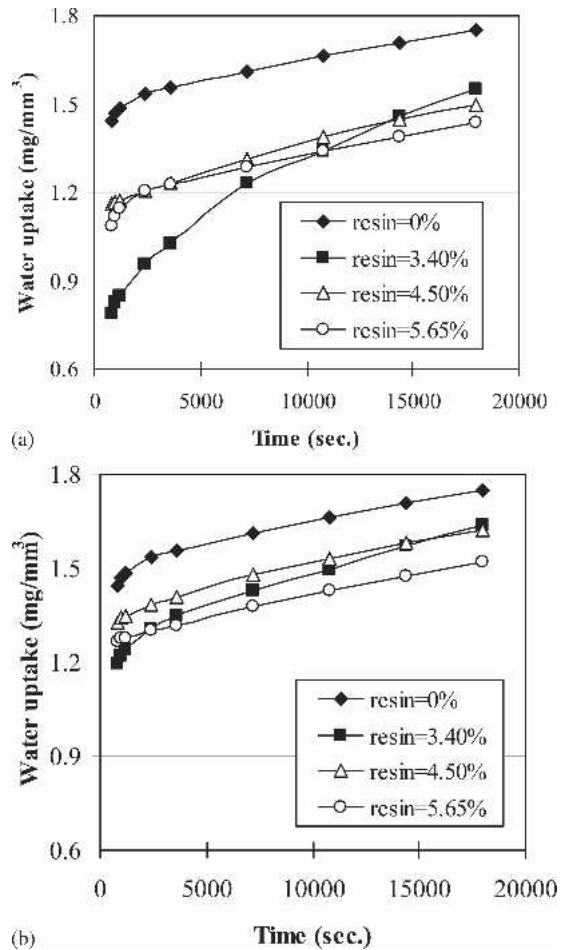 1.8
1.5
1.2
0.9
0.6
Water uptake (mg/mm³)
resin=0%
resin=3.40%
resin=4.50%
resin=5.65%
0 5000 10000 15000 20000
(a)
Time (sec.)
1.8
1.5
1.2
0.9
0.6
Water uptake (mg/mm³)
resin=0%
resin=3.40%
resin=4.50%
resin=5.65%
0 5000 10000 15000 20000
(b)
Time (sec.)